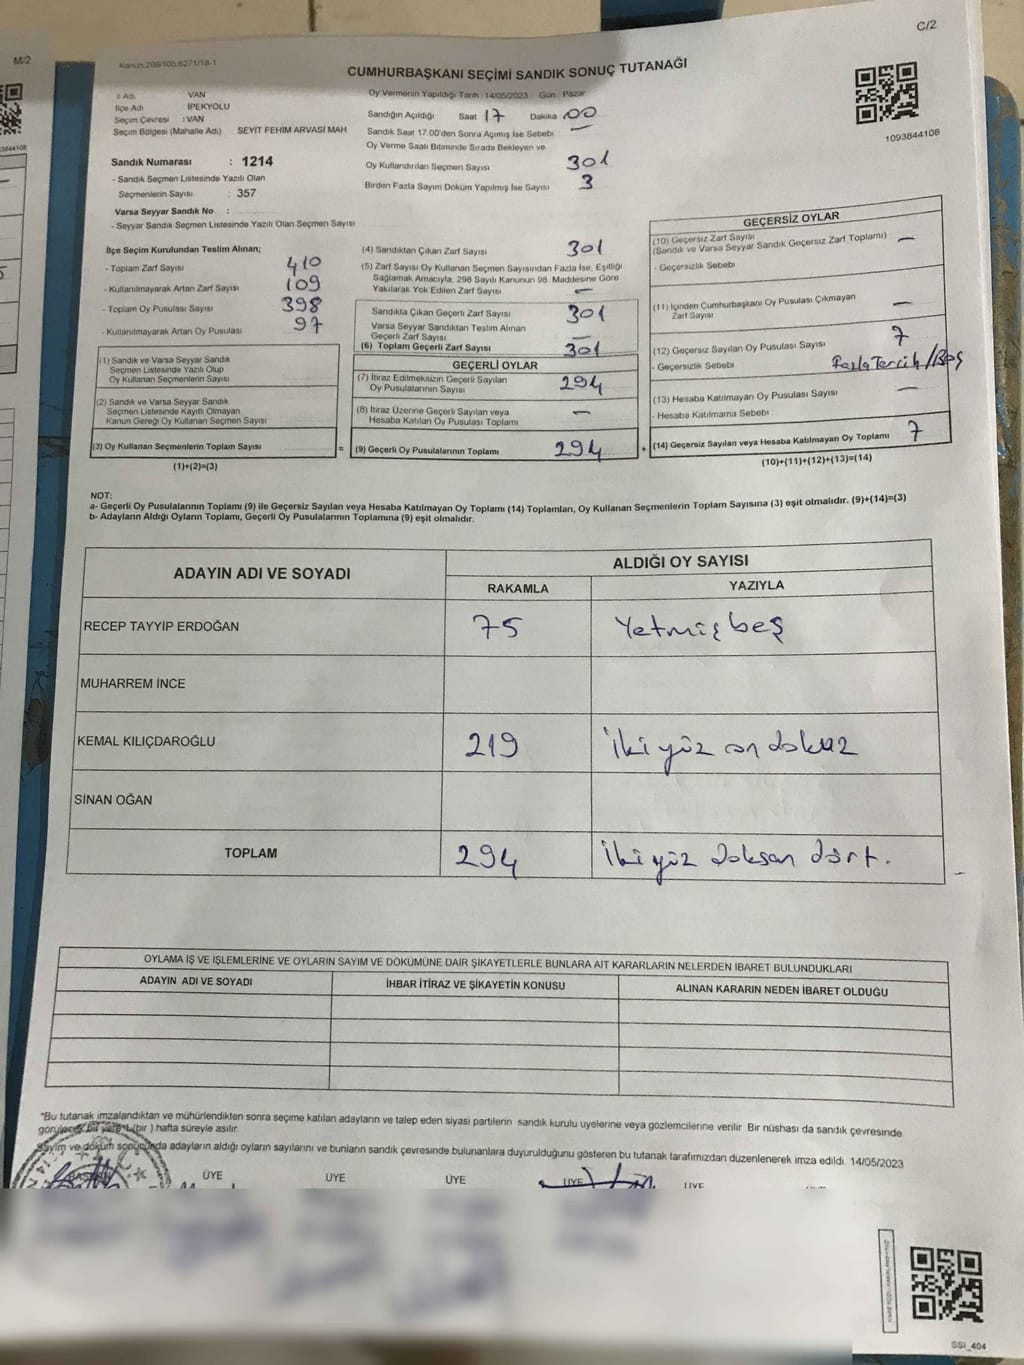 C/2
M/2
Kanun:298/105,6271/18-1
CUMHURBAŞKANI SEÇİMİ SANDIK SONUÇ TUTANAĞI
1093844108
İl Adı VAN
İlçe Adı İPEKYOLU
Seçim Çevresi : VAN
Seçim Bölgesi (Mahalle Adı) SEYİT FEHİM ARVASİ MAH
Sandık Numarası : 1214
- Sandık Seçmen Listesinde Yazılı Olan
Seçmenlerin Sayısı : 357
Varsa Seyyar Sandık No :
- Seyyar Sandık Seçmen Listesinde Yazılı Olan Seçmen Sayısı
Oy Vermenin Yapıldığı Tarih : 14/05/2023 Gün : Pazar
Sandığın Açıldığı Saat 17 Dakika 00
Sandık Saat 17:00'den Sonra Açılmış İse Sebebi —
Oy Verme Saati Bitiminde Sırada Bekleyen ve
Oy Kullandırılan Seçmen Sayısı 301
Birden Fazla Sayım Döküm Yapılmış İse Sayısı 3
İlçe Seçim Kurulundan Teslim Alınan;
- Toplam Zarf Sayısı 410
- Kullanılmayarak Artan Zarf Sayısı 109
- Toplam Oy Pusulası Sayısı 398
- Kullanılmayarak Artan Oy Pusulası 97
(1) Sandık ve Varsa Seyyar Sandık
Seçmen Listesinde Yazılı Olup
Oy Kullanan Seçmenlerin Sayısı
(2) Sandık ve Varsa Seyyar Sandık
Seçmen Listesinde Kayıtlı Olmayan
Kanun Gereği Oy Kullanan Seçmen Sayısı
(3) Oy Kullanan Seçmenlerin Toplam Sayısı =
(1)+(2)=(3)
(4) Sandıktan Çıkan Zarf Sayısı 301
(5) Zarf Sayısı Oy Kullanan Seçmen Sayısından Fazla İse, Eşitliği
Sağlamak Amacıyla, 298 Sayılı Kanunun 98. Maddesine Göre
Yakılarak Yok Edilen Zarf Sayısı —
Sandıkta Çıkan Geçerli Zarf Sayısı 301
Varsa Seyyar Sandıktan Teslim Alınan
Geçerli Zarf Sayısı —
(6) Toplam Geçerli Zarf Sayısı 301
GEÇERLİ OYLAR
(7) İtiraz Edilmeksizin Geçerli Sayılan
Oy Pusulalarının Sayısı 294
(8) İtiraz Üzerine Geçerli Sayılan veya
Hesaba Katılan Oy Pusulası Toplamı —
(9) Geçerli Oy Pusulalarının Toplamı 294 +
GEÇERSİZ OYLAR
(10) Geçersiz Zarf Sayısı
(Sandık ve Varsa Seyyar Sandık Geçersiz Zarf Toplamı) —
- Geçersizlik Sebebi
(11) İçinden Cumhurbaşkanı Oy Pusulası Çıkmayan
Zarf Sayısı —
(12) Geçersiz Sayılan Oy Pusulası Sayısı 7
- Geçersizlik Sebebi Fazla Tercih/Boş
(13) Hesaba Katılmayan Oy Pusulası Sayısı —
- Hesaba Katılmama Sebebi
(14) Geçersiz Sayılan veya Hesaba Katılmayan Oy Toplamı 7
(10)+(11)+(12)+(13)=(14)
NOT:
a- Geçerli Oy Pusulalarının Toplamı (9) ile Geçersiz Sayılan veya Hesaba Katılmayan Oy Toplamı (14) Toplamları, Oy Kullanan Seçmenlerin Toplam Sayısına (3) eşit olmalıdır. (9)+(14)=(3)
b- Adayların Aldığı Oyların Toplamı, Geçerli Oy Pusulalarının Toplamına (9) eşit olmalıdır.
ADAYIN ADI VE SOYADI ALDIĞI OY SAYISI
RAKAMLA YAZIYLA
RECEP TAYYİP ERDOĞAN 75 Yetmiş beş
MUHARREM İNCE
KEMAL KILIÇDAROĞLU 219 İki yüz on dokuz
SİNAN OĞAN
TOPLAM 294 İki yüz doksan dört.
OYLAMA İŞ VE İŞLEMLERİNE VE OYLARIN SAYIM VE DÖKÜMÜNE DAİR ŞİKAYETLERLE BUNLARA AİT KARARLARIN NELERDEN İBARET BULUNDUKLARI
ADAYIN ADI VE SOYADI İHBAR İTİRAZ VE ŞİKAYETİN KONUSU ALINAN KARARIN NEDEN İBARET OLDUĞU
*Bu tutanak imzalandıktan ve mühürlendikten sonra seçime katılan adayların ve talep eden siyasi partilerin sandık kurulu üyelerine veya gözlemcilerine verilir. Bir nüshası da sandık çevresinde
görülecek bir yere 1 (bir ) hafta süreyle asılır.
Sayım ve döküm sonucunda adayların aldığı oyların sayılarını ve bunların sandık çevresinde bulunanlara duyurulduğunu gösteren bu tutanak tarafımızdan düzenlenerek imza edildi. 14/05/2023
BAŞKAN ÜYE ÜYE ÜYE ÜYE ÜYE
SSİ_404